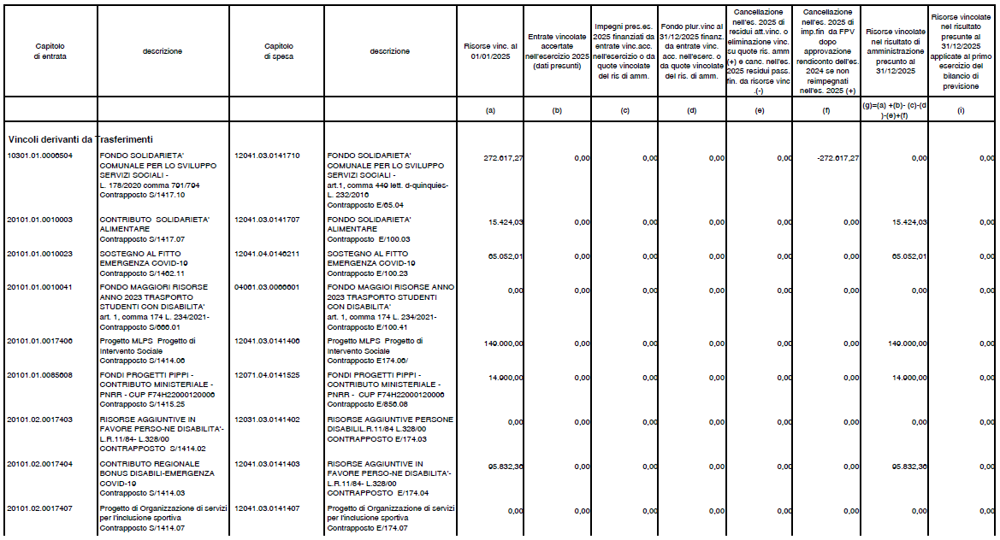 Capitolo
di entrata
descrizione
Capitolo
di spesa
descrizione
Risorse vinc. al
01/01/2025
Entrate vincolate
accertate
nell'esercizio 2025
(dati presunti)
Impegni pres.es.
2025 finanziati da
entrate vinc.acc.
nell'esercizio o da
quote vincolate
del ris di amm.
Fondo plur.vinc al
31/12/2025 finanz.
da entrate vinc.
acc. nell'eserc. o
da quote vincolate
del ris. di amm.
Cancellazione
nell'es. 2025 di
residui att.vinc. o
eliminazione vinc.
su quote ris. amm
(+) e canc. nell'es.
2025 residui pass.
fin. da risorse vinc
.(-)
Cancellazione
nell'es. 2025 di
imp.fin da FPV
dopo
approvazione
rendiconto dell'es.
2024 se non
reimpegnati
nell'es. 2025 (+)
Risorse vincolate
nel risultato di
amministrazione
presunto al
31/12/2025
Risorse vincolate
nel risultato
presunte al
31/12/2025
applicate al primo
esercizio del
bilancio di
previsione
(a) (b) (c) (d) (e) (f) (g)=(a) +(b)- (c)-(d (i)
)-(e)+(f)
Vincoli derivanti da Trasferimenti
10301.01.0006504 FONDO SOLIDARIETA' 12041.03.0141710 FONDO SOLIDARIETA' 272.617,27 0,00 0,00 0,00 0,00 -272.617,27 0,00 0,00
COMUNALE PER LO SVILUPPO COMUNALE PER LO SVILUPPO
SERVIZI SOCIALI - SERVIZI SOCIALI -
L. 178/2020 comma 791/794 art.1, comma 449 lett. d-quinquies-
Contrapposto S/1417.10 L. 232/2016
Contrapposto E/65.04
20101.01.0010003 CONTRIBUTO SOLIDARIETA' 12041.03.0141707 FONDO SOLIDARIETA' 15.424,03 0,00 0,00 0,00 0,00 0,00 15.424,03 0,00
ALIMENTARE ALIMENTARE
Contrapposto S/1417.07 Contrapposto E/100.03
20101.01.0010023 SOSTEGNO AL FITTO 12041.04.0146211 SOSTEGNO AL FITTO 65.052,01 0,00 0,00 0,00 0,00 0,00 65.052,01 0,00
EMERGENZA COVID-19 EMERGENZA COVID-19
Contrapposto S/1462.11 Contrapposto E/100.23
20101.01.0010041 FONDO MAGGIORI RISORSE 04061.03.0066601 FONDO MAGGIOI RISORSE ANNO 0,00 0,00 0,00 0,00 0,00 0,00 0,00 0,00
ANNO 2023 TRASPORTO 2023 TRASPORTO STUDENTI
STUDENTI CON DISABILITA' CON DISABILITA'
art. 1, comma 174 L. 234/2021- art. 1, comma 174 L. 234/2021-
Contrapposto S/666.01 Contrapposto E/100.41
20101.01.0017406 Progetto MLPS Progetto di 12041.03.0141406 Progetto MLPS Progetto di 149.000,00 0,00 0,00 0,00 0,00 0,00 149.000,00 0,00
Intervento Sociale Intervento Sociale
Contrapposto S/1414.06 Contrapposto E174.06/
20101.01.0085608 FONDI PROGETTI PIPPI - 12071.04.0141525 FONDI PROGETTI PIPPI - 14.900,00 0,00 0,00 0,00 0,00 0,00 14.900,00 0,00
CONTRIBUTO MINISTERIALE - CONTRIBUTO MINISTERIALE -
PNRR - CUP F74H22000120006 PNRR - CUP F74H22000120006
Contrapposto S/1415.25 Contrapposto E/856.08
20101.02.0017403 RISORSE AGGIUNTIVE IN 12031.03.0141402 RISORSE AGGIUNTIVE PERSONE 0,00 0,00 0,00 0,00 0,00 0,00 0,00 0,00
FAVORE PERSO-NE DISABILITA'- DISABILIL.R.11/84 L.328/00
L.R.11/84- L.328/00 CONTRAPPOSTO E/174.03
CONTRAPPOSTO S/1414.02
20101.02.0017404 CONTRIBUTO REGIONALE 12041.03.0141403 RISORSE AGGIUNTIVE IN 95.832,36 0,00 0,00 0,00 0,00 0,00 95.832,36 0,00
BONUS DISABILI-EMERGENZA FAVORE PERSO-NE DISABILITA'-
COVID-19 L.R.11/84- L.328/00
Contrapposto S/1414.03 CONTRAPPOSTO E/174.04
20101.02.0017407 Progetto di Organizzazione di servizi 12041.03.0141407 Progetto di Organizzazione di servizi 0,00 0,00 0,00 0,00 0,00 0,00 0,00 0,00
per l'inclusione sportiva per l'inclusione sportiva
Contrapposto S/1414.07 Contrapposto E/174.07